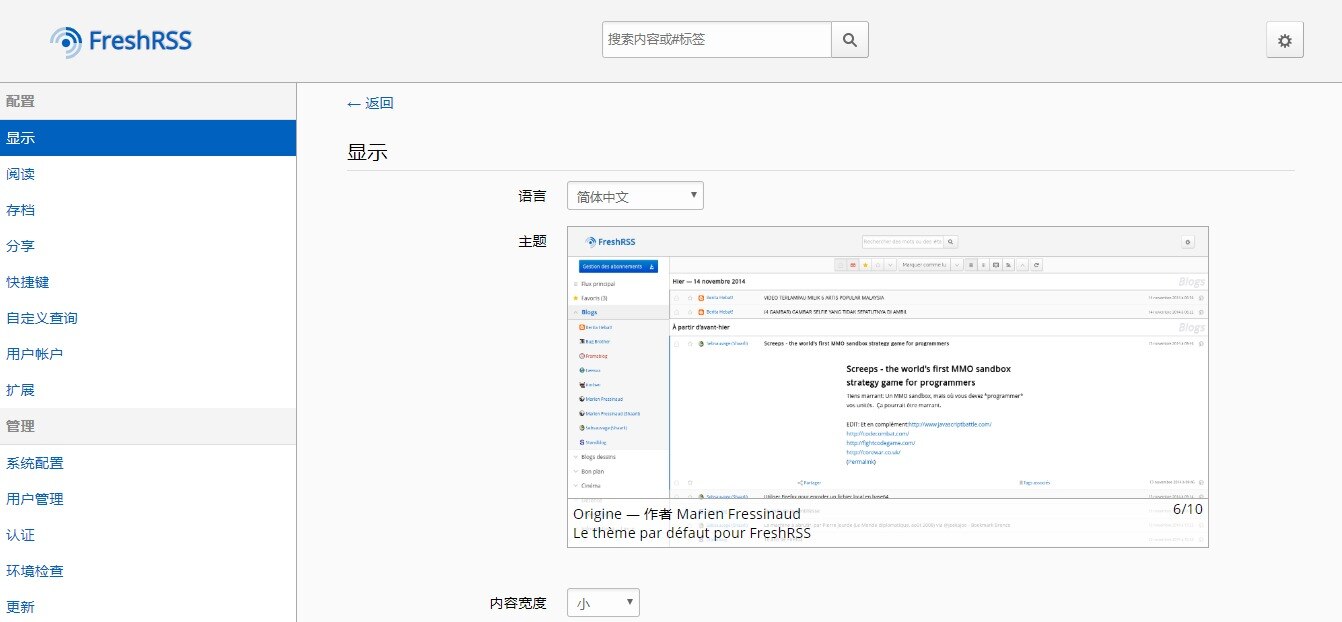 FreshRSS
搜索内容或#标签
配置
显示
阅读
存档
分享
快捷键
自定义查询
用户帐户
扩展
管理
系统配置
用户管理
认证
环境检查
更新
← 返回
显示
语言
简体中文
主题
FreshRSS
Rechercher des mots ou des #ta
Gestion des abonnements
Marquer comme lu
Flux principal
Favoris (3)
Blogs
Bug Brother
Framablog
Marien Fressinaud
Marien Fressinaud (Shaarli)
Sebsauvage (Shaarli)
Standblog
Blogs dessins
Bon plan
Cinéma
Hier — 14 novembre 2014
Blogs
Berita Hebat!
VIDEO TERLAMPAU MILIK 6 ARTIS POPULAR MALAYSIA
Berita Hebat!
(4 GAMBAR) GAMBAR SELFIE YANG TIDAK SEPATUTNYA DI AMBIL
À partir d'avant-hier
Blogs
Sebsauvage (Shaarli)
Screeps - the world's first MMO sandbox strategy game for programmers
Screeps - the world's first MMO sandbox
strategy game for programmers
Tiens marrant: Un MMO sandbox, mais où vous devez *programmer*
vos unités. Ça pourrait être marrant.
EDIT: Et en complément:http://www.javascriptbattle.com/
http://codecombat.com/
http://fightcodegame.com/
http://corewar.co.uk/
(Permalink)
Partager
Tags associés
Utiliser Firefox pour encoder un fichier local en base64
Origine — 作者 Marien Fressinaud
6/10
Le thème par défaut pour FreshRSS
内容宽度
小